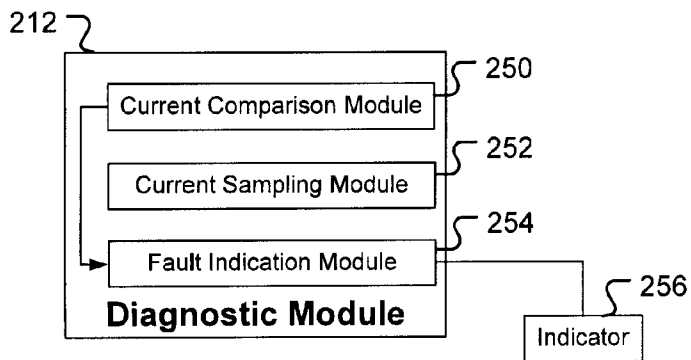 212
250
Current Comparison Module
252
Current Sampling Module
254
Fault Indication Module
Diagnostic Module
256
Indicator